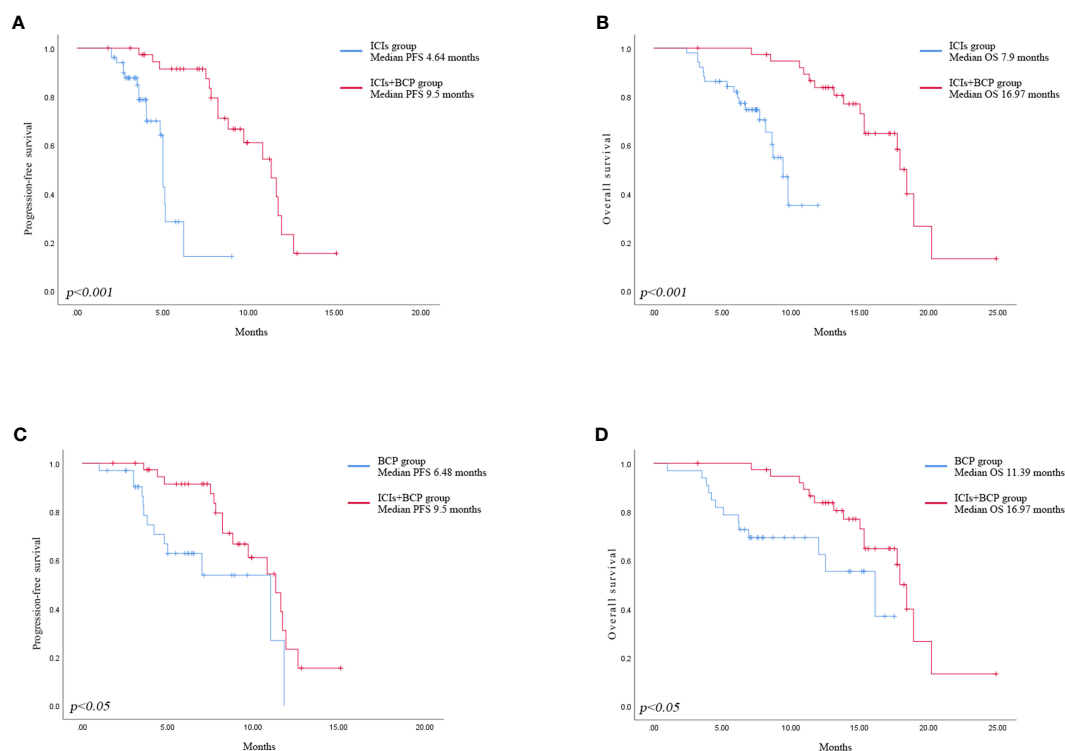 A
ICIs group
Median PFS 4.64 months
ICIs+BCP group
Median PFS 9.5 months
Progression-free survival
1.0
0.8
0.6
0.4
0.2
0.0
p<0.001
.00 5.00 10.00 15.00 20.00
Months
B
ICIs group
Median OS 7.9 months
ICIs+BCP group
Median OS 16.97 months
Overall survival
1.0
0.8
0.6
0.4
0.2
0.0
p<0.001
.00 5.00 10.00 15.00 20.00 25.00
Months
C
BCP group
Median PFS 6.48 months
ICIs+BCP group
Median PFS 9.5 months
Progression-free survival
1.0
0.8
0.6
0.4
0.2
0.0
p<0.05
.00 5.00 10.00 15.00 20.00
Months
D
BCP group
Median OS 11.39 months
ICIs+BCP group
Median OS 16.97 months
Overall survival
1.0
0.8
0.6
0.4
0.2
0.0
p<0.05
.00 5.00 10.00 15.00 20.00 25.00
Months